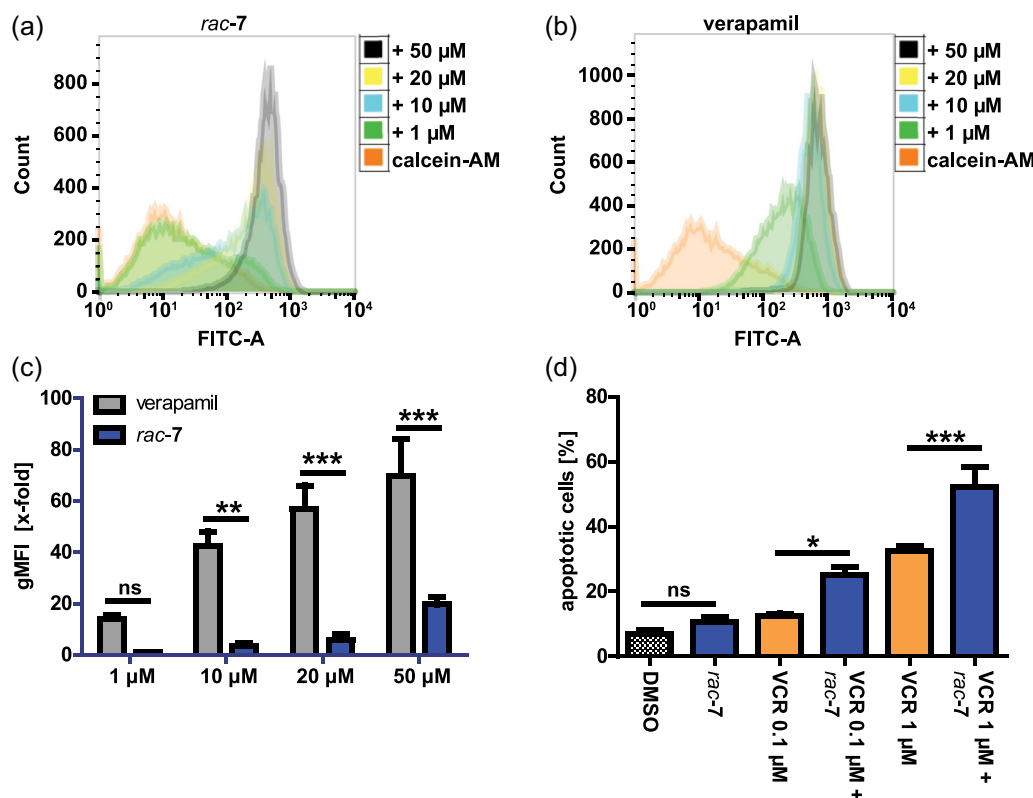 (a)
rac-7
800
600
400
200
0
Count
10⁰ 10¹ 10² 10³ 10⁴
FITC-A
+ 50 µM
+ 20 µM
+ 10 µM
+ 1 µM
calcein-AM
(b)
verapamil
1000
800
600
400
200
0
Count
10⁰ 10¹ 10² 10³ 10⁴
FITC-A
+ 50 µM
+ 20 µM
+ 10 µM
+ 1 µM
calcein-AM
(c)
100
80
60
40
20
0
gMFI [x-fold]
verapamil
rac-7
ns
**
***
***
1 µM 10 µM 20 µM 50 µM
(d)
80
60
40
20
0
apoptotic cells [%]
ns
*
***
DMSO
rac-7
VCR 0.1 µM
VCR 0.1 µM +
rac-7
VCR 1 µM
VCR 1 µM +
rac-7